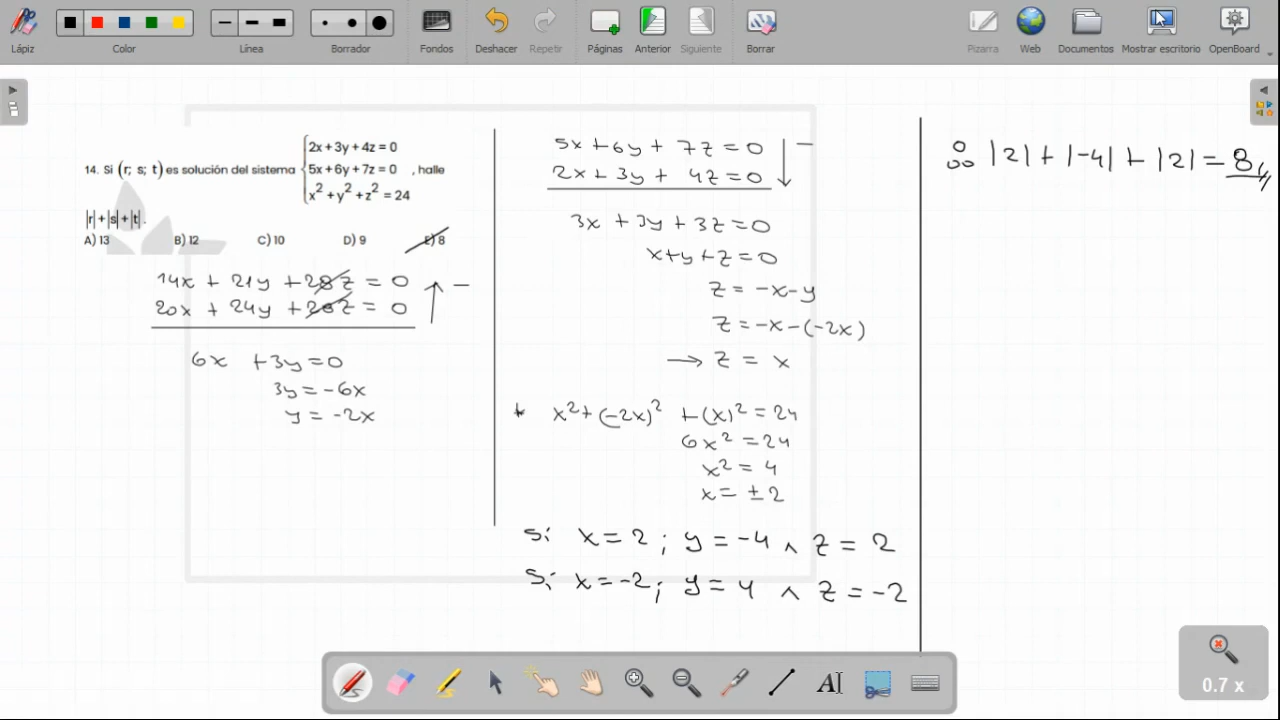 Lápiz Color Línea Borrador Fondos Deshacer Repetir Páginas Anterior Siguiente Borrar Pizarra Web Documentos Mostrar escritorio OpenBoard
14. Si (r; s; t) es solución del sistema { 2x + 3y + 4z = 0
5x + 6y + 7z = 0 , halle
x² + y² + z² = 24
|r| + |s| + |t| .
A) 13 B) 12 C) 10 D) 9 E) 8
14x + 21y + 28z = 0
20x + 24y + 28z = 0
–
6x + 3y = 0
3y = -6x
y = -2x
5x + 6y + 7z = 0
2x + 3y + 4z = 0
–
3x + 3y + 3z = 0
x+y+z = 0
z = -x-y
z = -x-(-2x)
→ z = x
* x² + (-2x)² + (x)² = 24
6x² = 24
x² = 4
x = ± 2
Si x = 2 ; y = -4 ∧ z = 2
Si x = -2 ; y = 4 ∧ z = -2
|2| + |-4| + |2| = 8
0.7 x